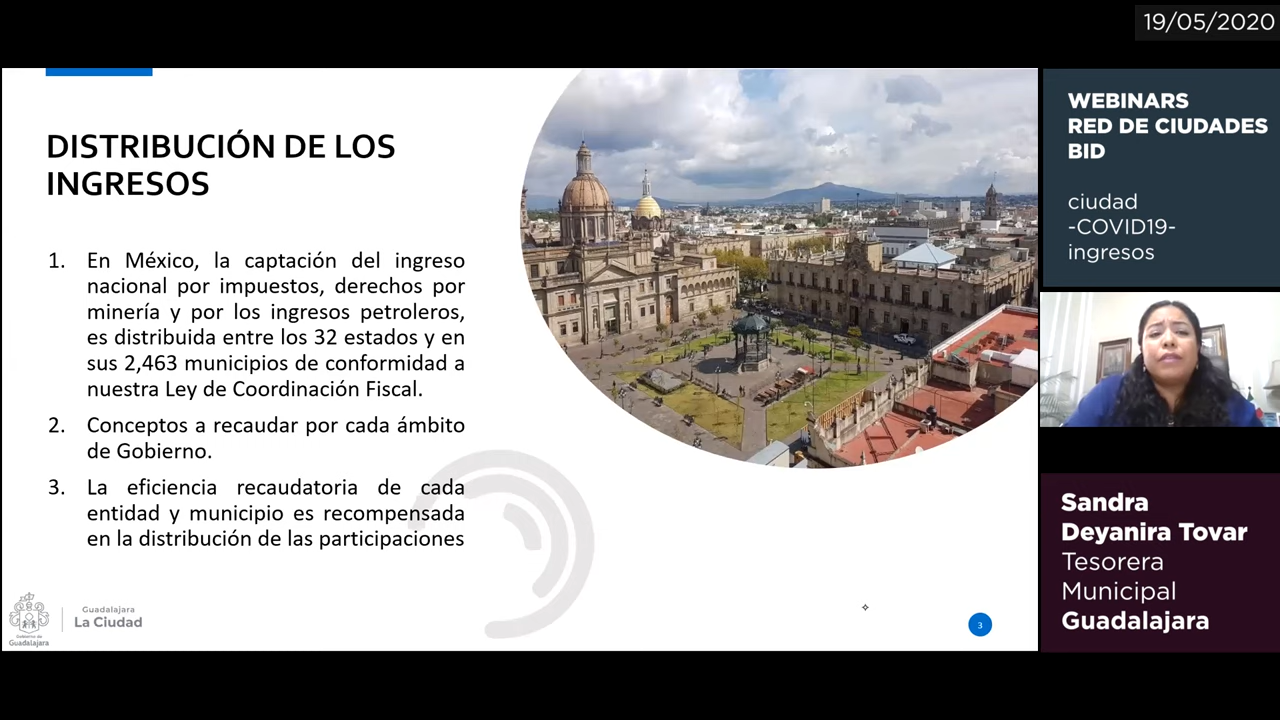 19/05/2020
DISTRIBUCIÓN DE LOS
INGRESOS
1. En México, la captación del ingreso
nacional por impuestos, derechos por
minería y por los ingresos petroleros,
es distribuida entre los 32 estados y en
sus 2,463 municipios de conformidad a
nuestra Ley de Coordinación Fiscal.
2. Conceptos a recaudar por cada ámbito
de Gobierno.
3. La eficiencia recaudatoria de cada
entidad y municipio es recompensada
en la distribución de las participaciones
Gobierno de
Guadalajara
Guadalajara
La Ciudad
3
WEBINARS
RED DE CIUDADES
BID
ciudad
-COVID19-
ingresos
Sandra
Deyanira Tovar
Tesorera
Municipal
Guadalajara